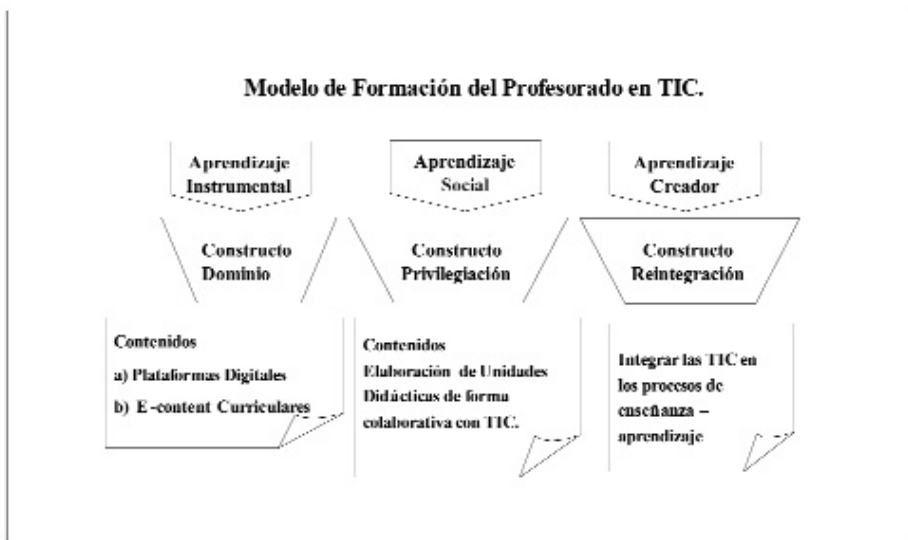 Modelo de Formación del Profesorado en TIC.
Aprendizaje
Instrumental
Aprendizaje
Social
Aprendizaje
Creador
Constructo
Dominio
Constructo
Privilegiación
Constructo
Reintegración
Contenidos
a) Plataformas Digitales
b) E-content Curriculares
Contenidos
Elaboración de Unidades
Didácticas de forma
colaborativa con TIC.
Integrar las TIC en
los procesos de
enseñanza –
aprendizaje